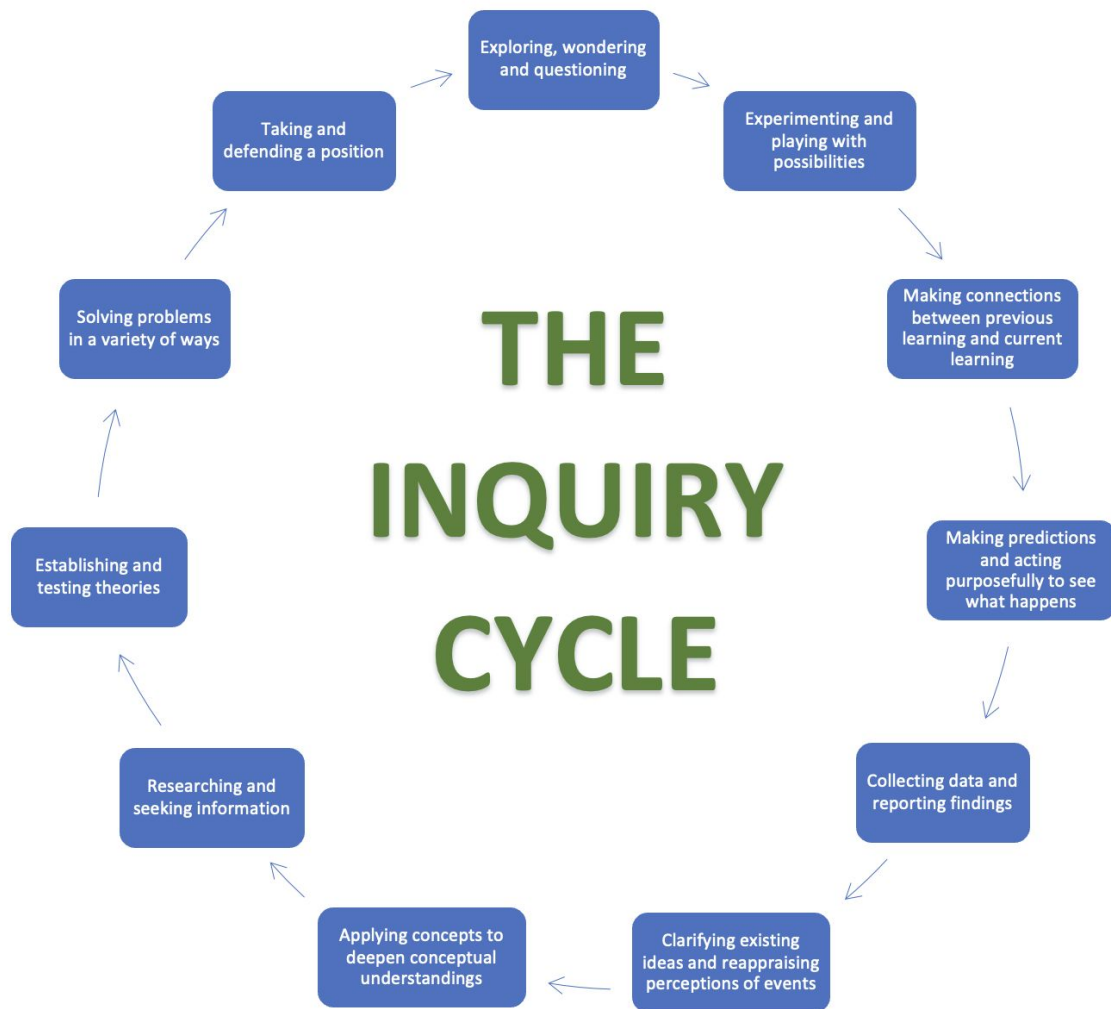 Exploring, wondering
and questioning
Experimenting and
playing with
possibilities
Making connections
between previous
learning and current
learning
Making predictions
and acting
purposefully to see
what happens
Collecting data and
reporting findings
Clarifying existing
ideas and reappraising
perceptions of events
Applying concepts to
deepen conceptual
understandings
Researching and
seeking information
Establishing and
testing theories
Solving problems
in a variety of ways
Taking and
defending a position
THE
INQUIRY
CYCLE